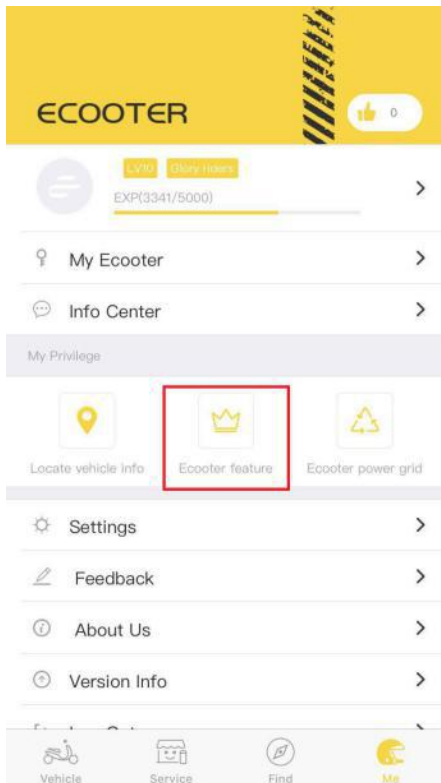 ECOOTER
0
LV10 Glory riders
EXP(3341/5000)
My Ecooter
Info Center
My Privilege
Locate vehicle info Ecooter feature Ecooter power grid
Settings
Feedback
About Us
Version Info
Vehicle Service Find Me